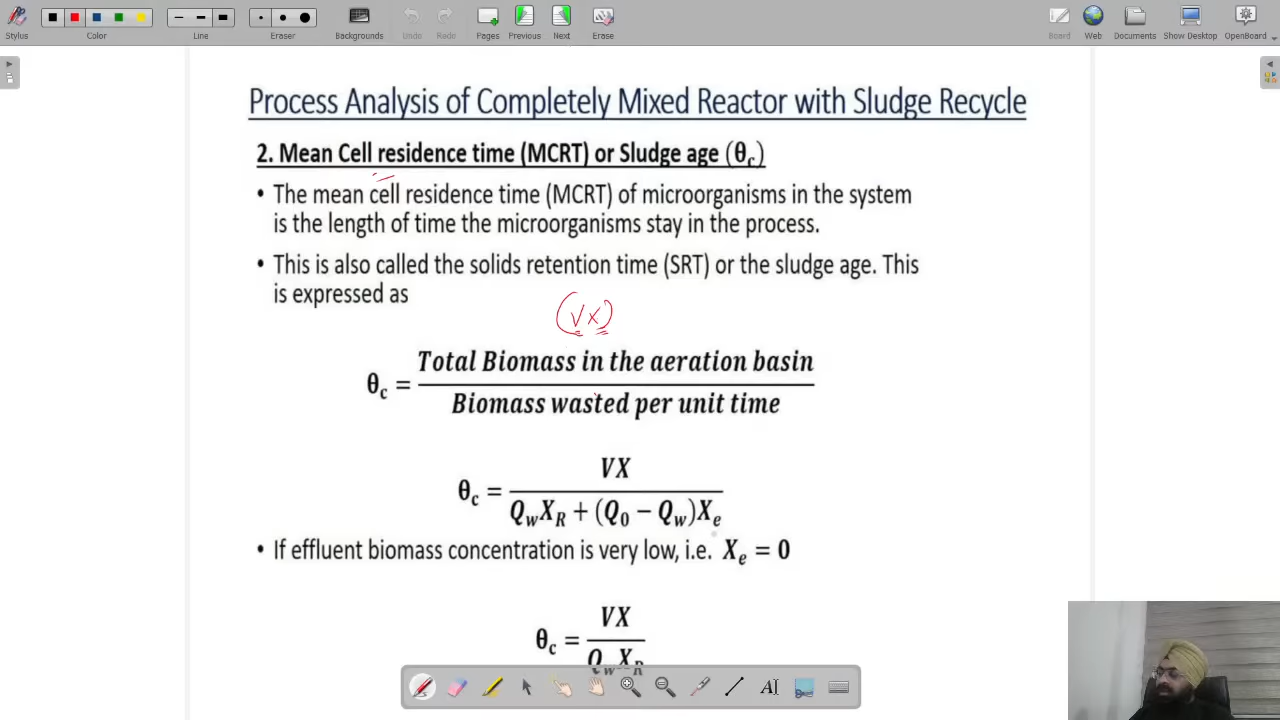 Stylus
Color
Line
Eraser
Backgrounds
Undo
Redo
Pages
Previous
Next
Erase
Board
Web
Documents
Show Desktop
OpenBoard
Process Analysis of Completely Mixed Reactor with Sludge Recycle
2. Mean Cell residence time (MCRT) or Sludge age (θc)
• The mean cell residence time (MCRT) of microorganisms in the system
is the length of time the microorganisms stay in the process.
• This is also called the solids retention time (SRT) or the sludge age. This
is expressed as
(VX)
Total Biomass in the aeration basin
θc =
Biomass wasted per unit time
VX
θc =
QwXR + (Q0 − Qw)Xe
• If effluent biomass concentration is very low, i.e. Xe = 0
VX
θc =
QwXR
AI